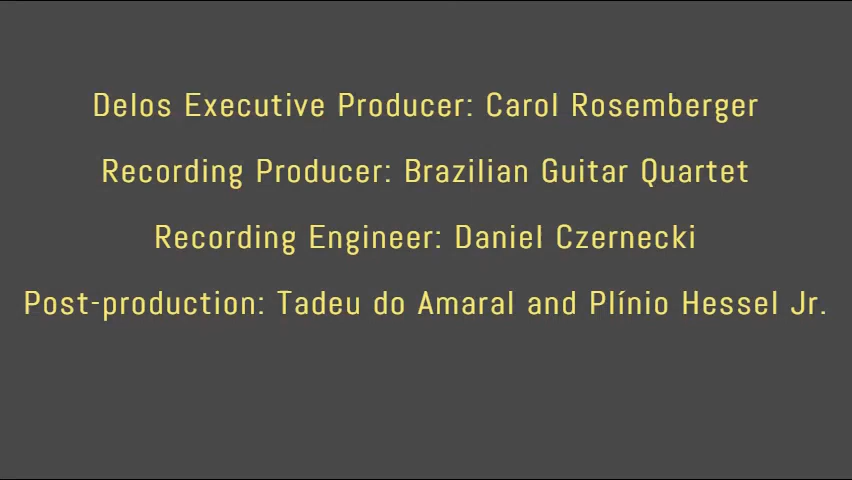 Delos Executive Producer: Carol Rosemberger
Recording Producer: Brazilian Guitar Quartet
Recording Engineer: Daniel Czernecki
Post-production: Tadeu do Amaral and Plínio Hessel Jr.